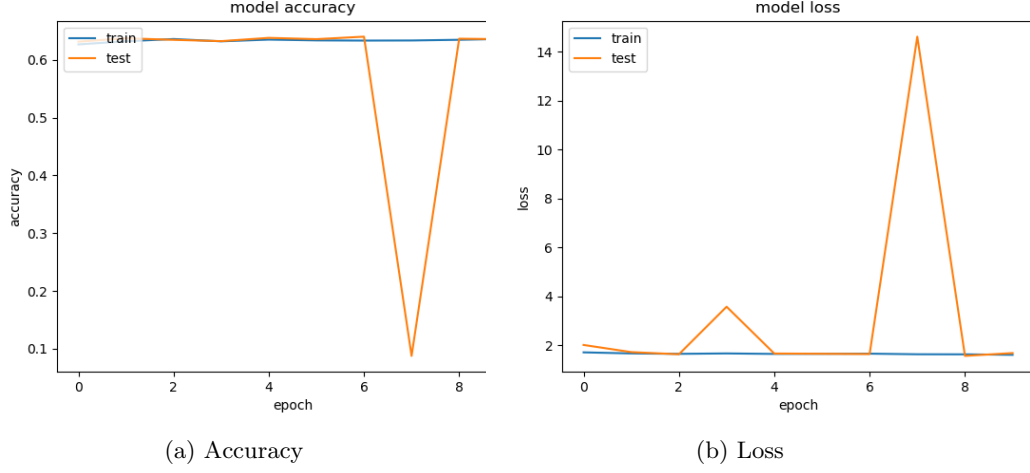 model accuracy
train
test
0.6
0.5
0.4
0.3
0.2
0.1
accuracy
0 2 4 6 8
epoch
(a) Accuracy
model loss
train
test
14
12
10
8
6
4
2
loss
0 2 4 6 8
epoch
(b) Loss